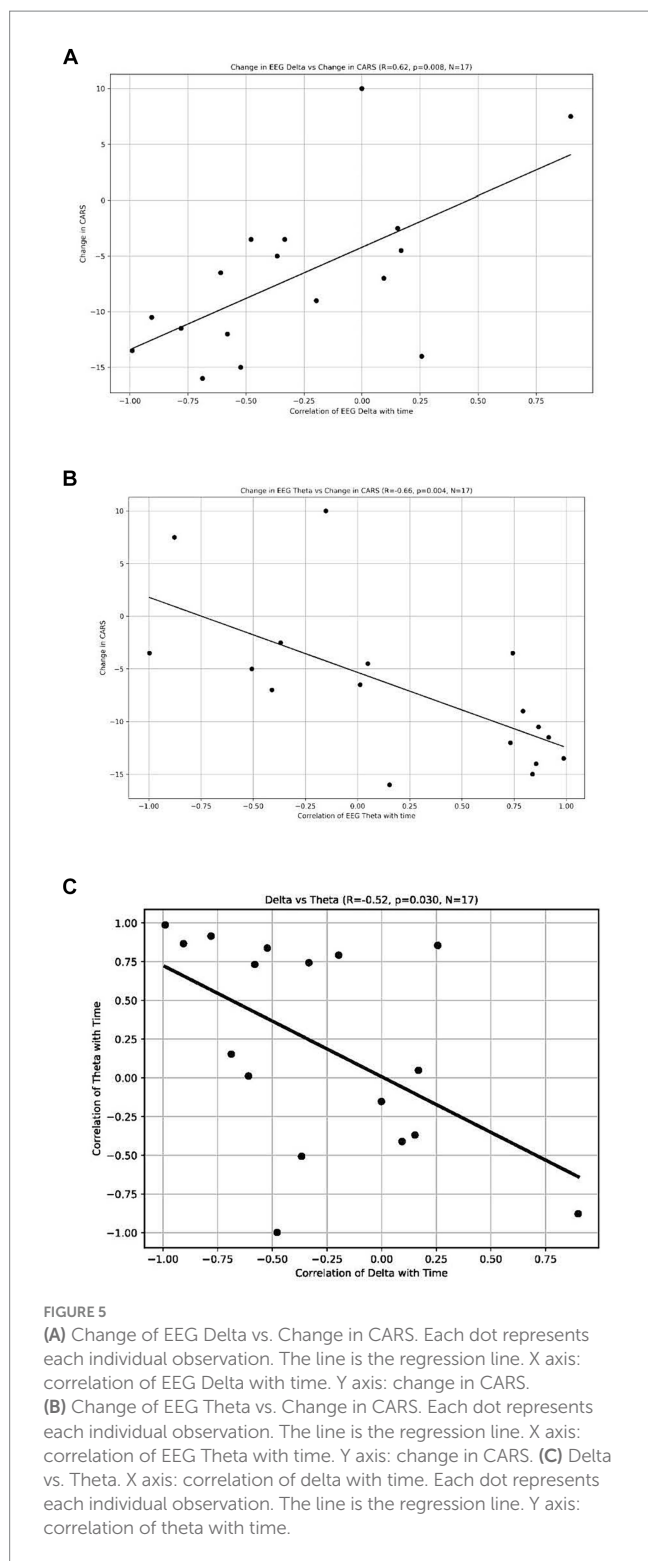 A
Change in EEG Delta vs Change in CARS (R=0.62, p=0.008, N=17)
10
5
0
−5
−10
−15
Change in CARS
−1.00 −0.75 −0.50 −0.25 0.00 0.25 0.50 0.75
Correlation of EEG Delta with time
B
Change in EEG Theta vs Change in CARS (R=-0.66, p=0.004, N=17)
10
5
0
−5
−10
−15
Change in CARS
−1.00 −0.75 −0.50 −0.25 0.00 0.25 0.50 0.75 1.00
Correlation of EEG Theta with time
C
Delta vs Theta (R=-0.52, p=0.030, N=17)
1.00
0.75
0.50
0.25
0.00
−0.25
−0.50
−0.75
−1.00
Correlation of Theta with Time
−1.00 −0.75 −0.50 −0.25 0.00 0.25 0.50 0.75
Correlation of Delta with Time
FIGURE 5
(A) Change of EEG Delta vs. Change in CARS. Each dot represents
each individual observation. The line is the regression line. X axis:
correlation of EEG Delta with time. Y axis: change in CARS.
(B) Change of EEG Theta vs. Change in CARS. Each dot represents
each individual observation. The line is the regression line. X axis:
correlation of EEG Theta with time. Y axis: change in CARS. (C) Delta
vs. Theta. X axis: correlation of delta with time. Each dot represents
each individual observation. The line is the regression line. Y axis:
correlation of theta with time.